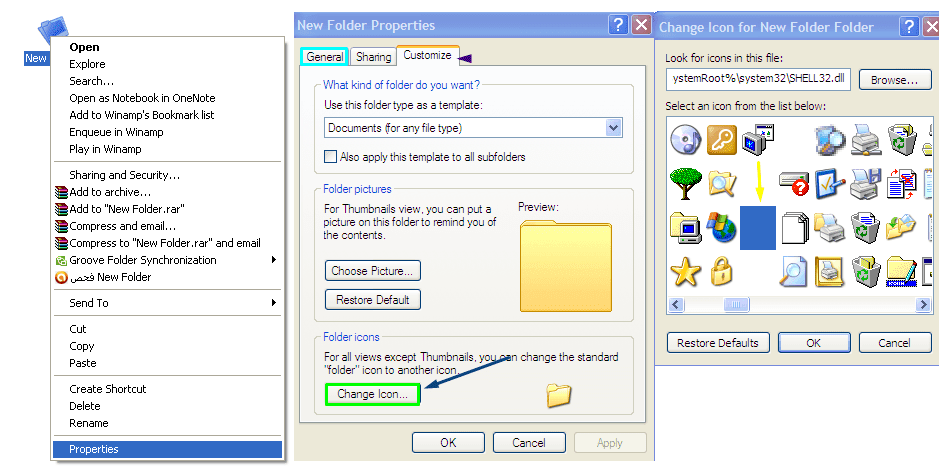 New
Open
Explore
Search...
Open as Notebook in OneNote
Add to Winamp's Bookmark list
Enqueue in Winamp
Play in Winamp
Sharing and Security...
Add to archive...
Add to "New Folder.rar"
Compress and email...
Compress to "New Folder.rar" and email
Groove Folder Synchronization
فحص New Folder
Send To
Cut
Copy
Paste
Create Shortcut
Delete
Rename
Properties
New Folder Properties
General
Sharing
Customize
What kind of folder do you want?
Use this folder type as a template:
Documents (for any file type)
Also apply this template to all subfolders
Folder pictures
For Thumbnails view, you can put a
picture on this folder to remind you of
the contents.
Preview:
Choose Picture...
Restore Default
Folder icons
For all views except Thumbnails, you can change the standard
"folder" icon to another icon.
Change Icon...
OK
Cancel
Apply
Change Icon for New Folder Folder
Look for icons in this file:
ystemRoot%\system32\SHELL32.dll
Browse...
Select an icon from the list below:
Restore Defaults
OK
Cancel